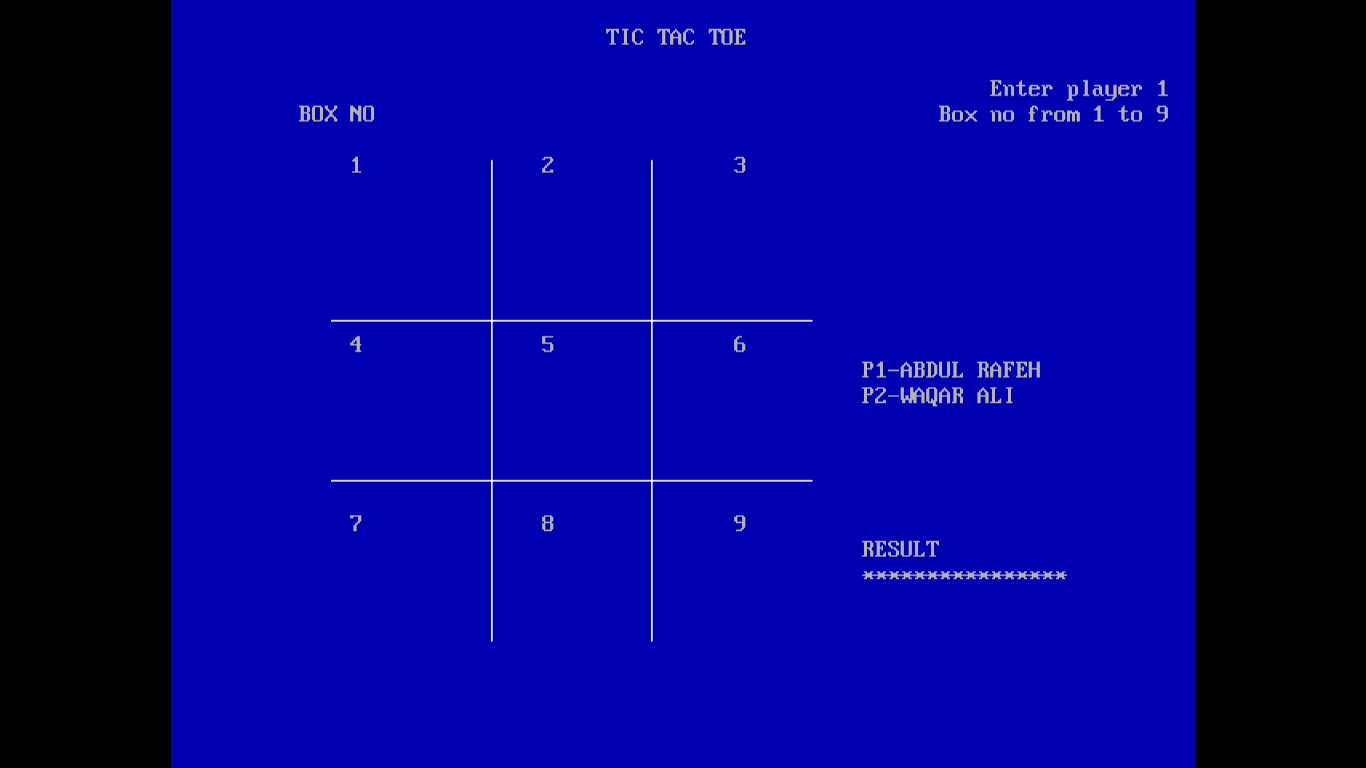 TIC TAC TOE
Enter player 1
BOX NO
Box no from 1 to 9
1 2 3
4 5 6
P1-ABDUL RAFEH
P2-WAQAR ALI
7 8 9
RESULT
****************